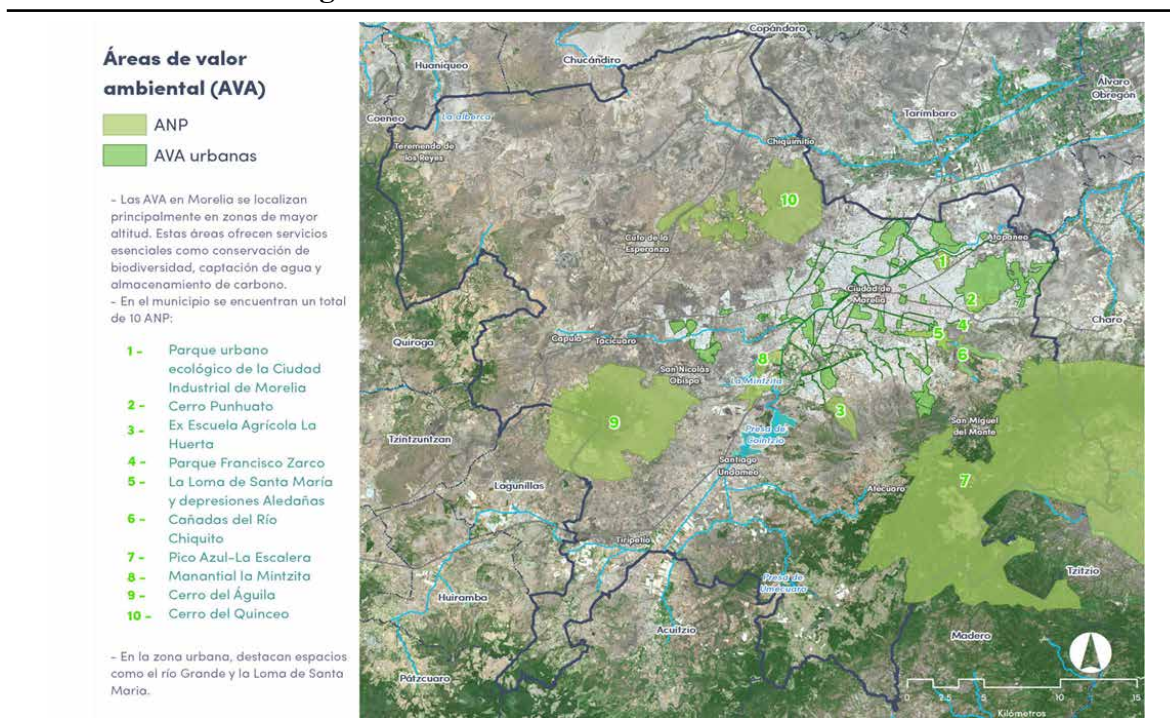 Áreas de valor
ambiental (AVA)
ANP
AVA urbanas
- Las AVA en Morelia se localizan
principalmente en zonas de mayor
altitud. Estas áreas ofrecen servicios
esenciales como conservación de
biodiversidad, captación de agua y
almacenamiento de carbono.
- En el municipio se encuentran un total
de 10 ANP:
1 - Parque urbano
ecológico de la Ciudad
Industrial de Morelia
2 - Cerro Punhuato
3 - Ex Escuela Agrícola La
Huerta
4 - Parque Francisco Zarco
5 - La Loma de Santa María
y depresiones Aledañas
6 - Cañadas del Río
Chiquito
7 - Pico Azul-La Escalera
8 - Manantial la Mintzita
9 - Cerro del Águila
10 - Cerro del Quinceo
- En la zona urbana, destacan espacios
como el río Grande y la Loma de Santa
Maria.
Copándaro
Chucándiro
Huaniqueo
Álvaro
Obregón
Tarímbaro
Coeneo
La alberca
Chiquimitío
Teremendo de
los Reyes
10
Cuto de la
Esperanza
Atapaneo
1
Ciudad de
Morelia
2
Charo
4
5
6
Quiroga
Capula
Tacícuaro
San Nicolás
Obispo
8
La Mintzita
3
San Miguel
del Monte
9
Tzintzuntzan
Presa de
Cointzio
Santiago
Undameo
7
Lagunillas
Atécuaro
Tiripetío
Tzitzio
Huiramba
Presa de
Umécuaro
Acuitzio
Madero
Pátzcuaro
0 2.5 5 10 15
Kilómetros